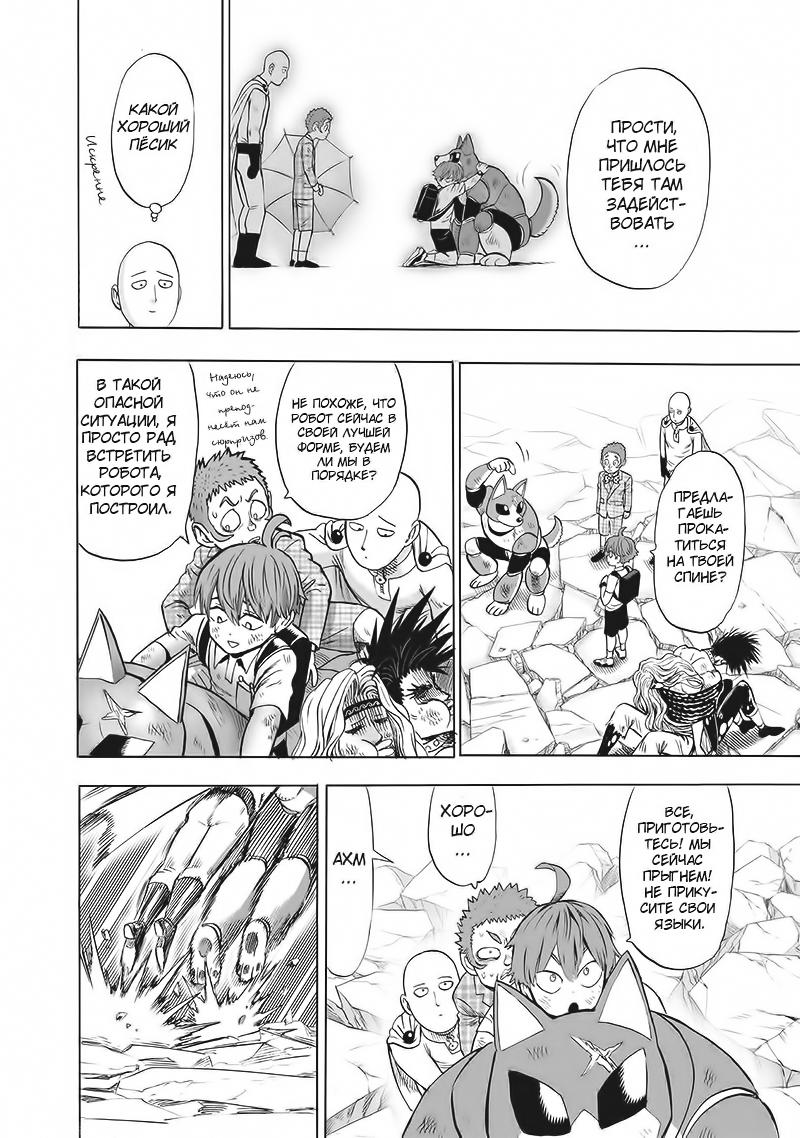 ПРОСТИ,
ЧТО МНЕ
ПРИШЛОСЬ
ТЕБЯ ТАМ
ЗАДЕЙСТ-
ВОВАТЬ
...
КАКОЙ
ХОРОШИЙ
ПЁСИК
Искренне
ПРЕДЛА-
ГАЕШЬ
ПРОКА-
ТИТЬСЯ
НА ТВОЕЙ
СПИНЕ?
НЕ ПОХОЖЕ, ЧТО
РОБОТ СЕЙЧАС В
СВОЕЙ ЛУЧШЕЙ
ФОРМЕ, БУДЕМ
ЛИ МЫ В
ПОРЯДКЕ?
Надеюсь,
что он не
препод-
несёт нам
сюрпризов.
В ТАКОЙ
ОПАСНОЙ
СИТУАЦИИ, Я
ПРОСТО РАД
ВСТРЕТИТЬ
РОБОТА,
КОТОРОГО Я
ПОСТРОИЛ.
ВСЕ,
ПРИГОТОВЬ-
ТЕСЬ! МЫ
СЕЙЧАС
ПРЫГНЕМ!
НЕ ПРИКУ-
СИТЕ СВОИ
ЯЗЫКИ.
ХОРО-
ШО
...
АХМ
...